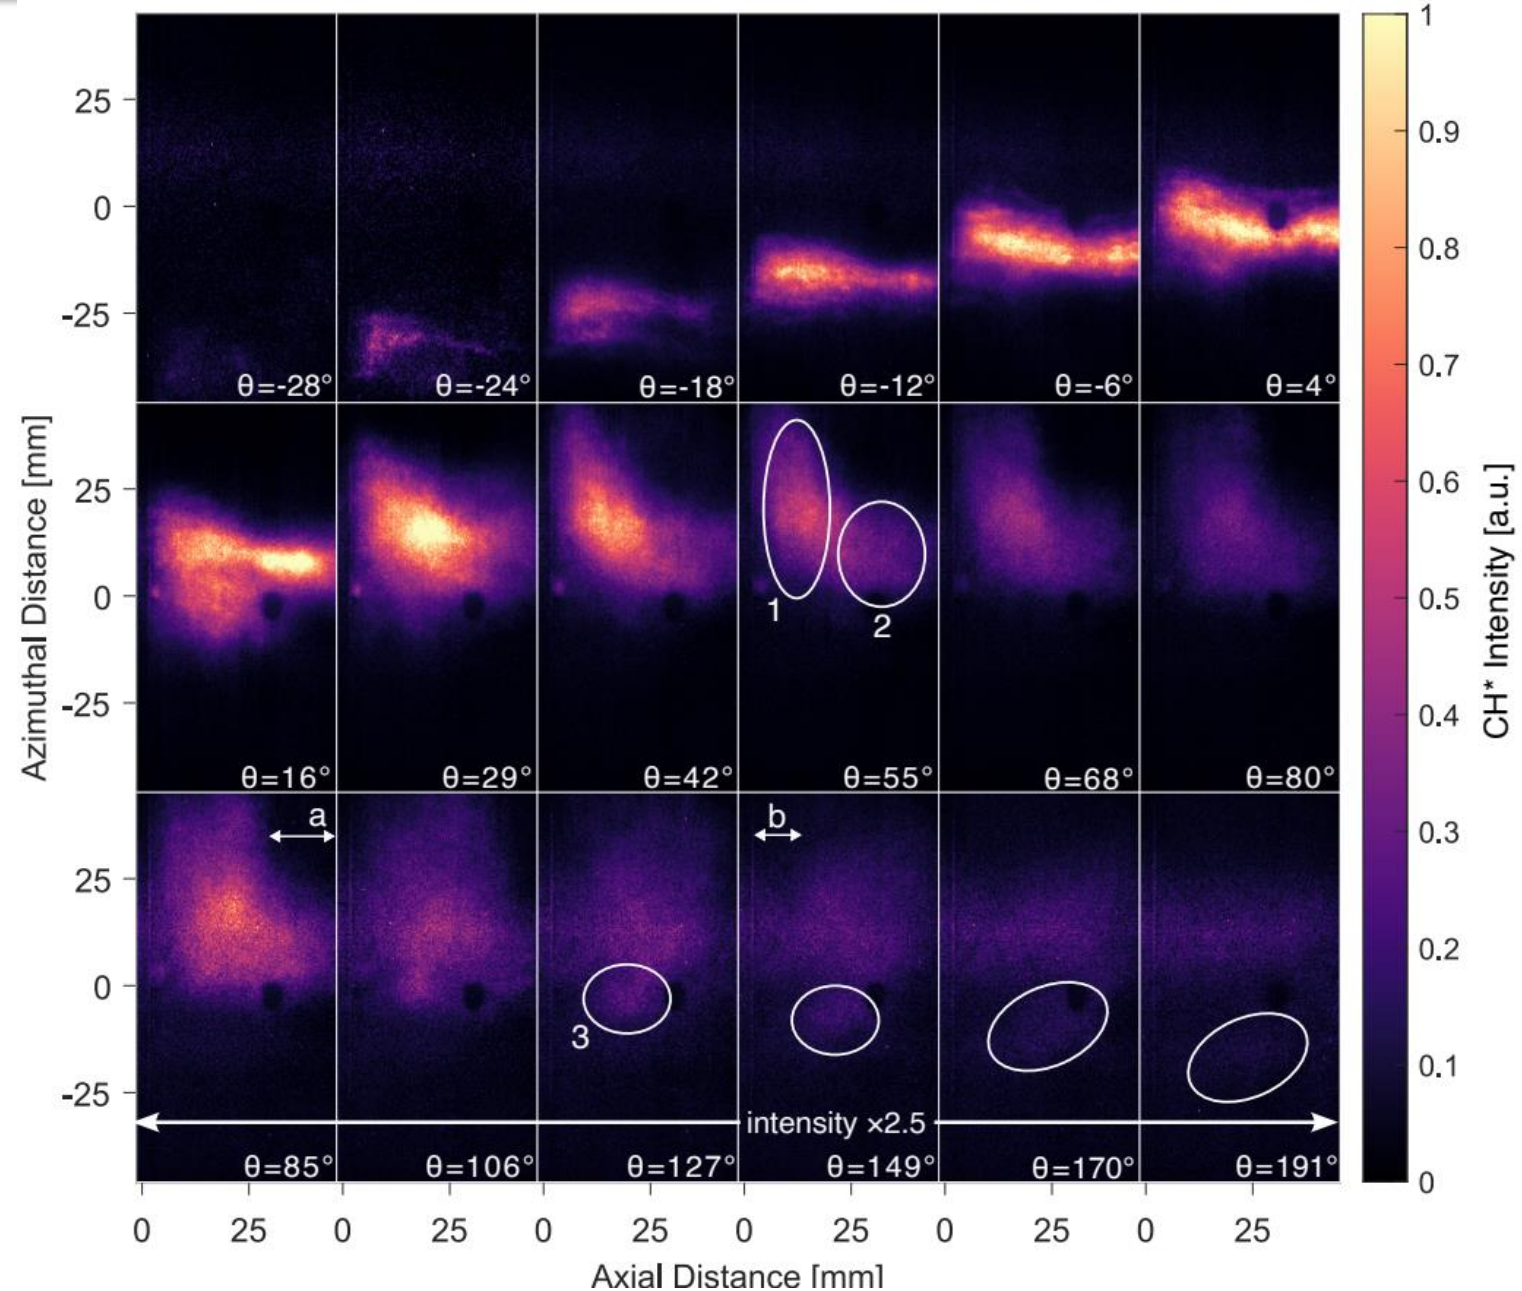 25
0
-25
θ=-28°
θ=-24°
θ=-18°
θ=-12°
θ=-6°
θ=4°
25
0
-25
1
2
θ=16°
θ=29°
θ=42°
θ=55°
θ=68°
θ=80°
25
0
-25
a
b
3
intensity ×2.5
θ=85°
θ=106°
θ=127°
θ=149°
θ=170°
θ=191°
0 25 0 25 0 25 0 25 0 25 0 25
Axial Distance [mm]
Azimuthal Distance [mm]
1
0.9
0.8
0.7
0.6
0.5
0.4
0.3
0.2
0.1
0
CH* Intensity [a.u.]